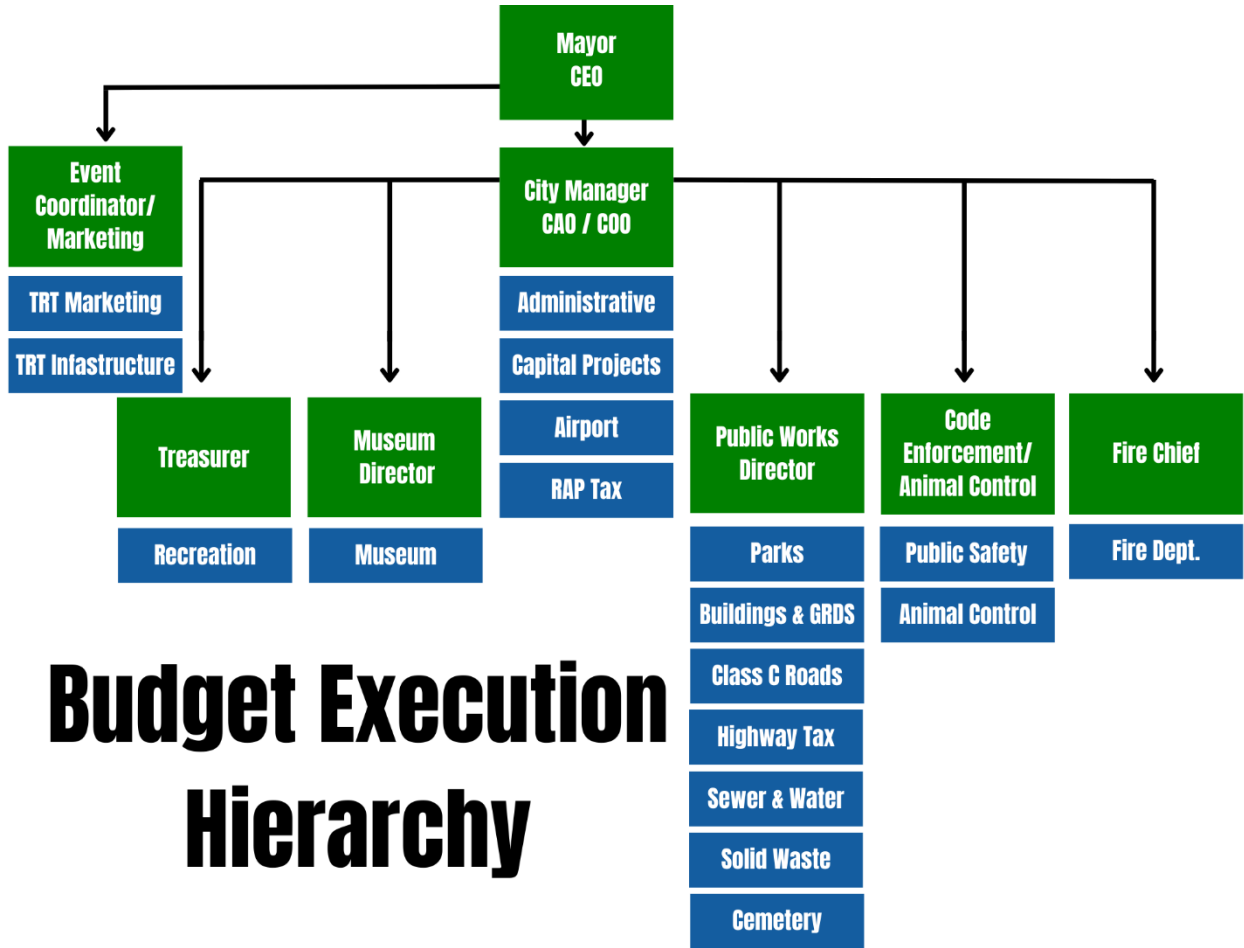 Mayor
CEO
Event
Coordinator/
Marketing
TRT Marketing
TRT Infastructure
City Manager
CAO / COO
Administrative
Capital Projects
Airport
RAP Tax
Treasurer
Recreation
Museum
Director
Museum
Public Works
Director
Parks
Buildings & GRDS
Class C Roads
Highway Tax
Sewer & Water
Solid Waste
Cemetery
Code
Enforcement/
Animal Control
Public Safety
Animal Control
Fire Chief
Fire Dept.
Budget Execution
Hierarchy